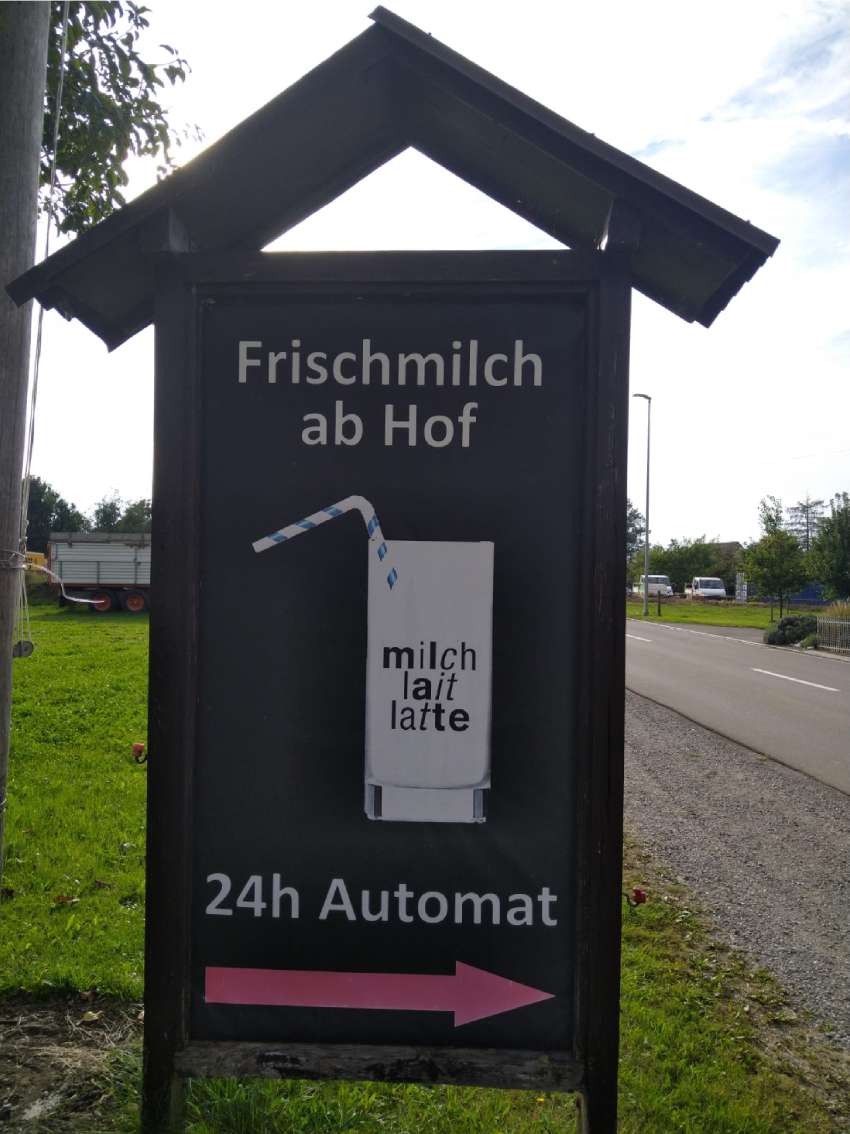 Frischmilch
ab Hof
milch
lait
latte
24h Automat